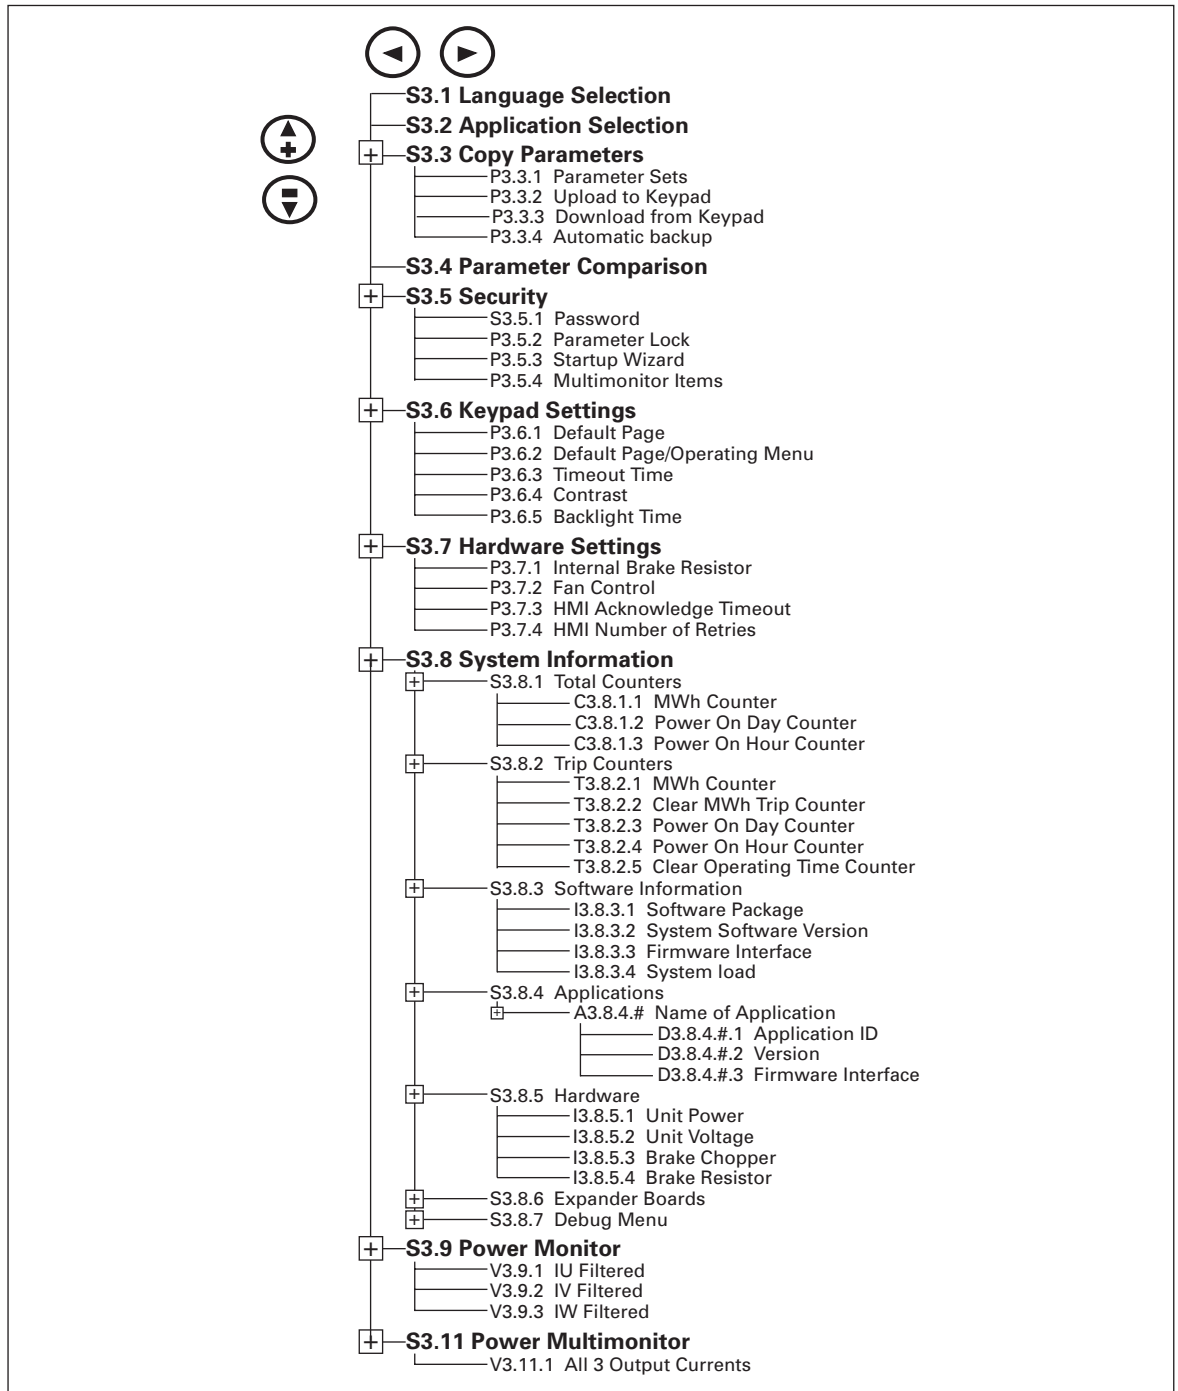 S3.1 Language Selection
S3.2 Application Selection
S3.3 Copy Parameters
P3.3.1 Parameter Sets
P3.3.2 Upload to Keypad
P3.3.3 Download from Keypad
P3.3.4 Automatic backup
S3.4 Parameter Comparison
S3.5 Security
S3.5.1 Password
P3.5.2 Parameter Lock
P3.5.3 Startup Wizard
P3.5.4 Multimonitor Items
S3.6 Keypad Settings
P3.6.1 Default Page
P3.6.2 Default Page/Operating Menu
P3.6.3 Timeout Time
P3.6.4 Contrast
P3.6.5 Backlight Time
S3.7 Hardware Settings
P3.7.1 Internal Brake Resistor
P3.7.2 Fan Control
P3.7.3 HMI Acknowledge Timeout
P3.7.4 HMI Number of Retries
S3.8 System Information
S3.8.1 Total Counters
C3.8.1.1 MWh Counter
C3.8.1.2 Power On Day Counter
C3.8.1.3 Power On Hour Counter
S3.8.2 Trip Counters
T3.8.2.1 MWh Counter
T3.8.2.2 Clear MWh Trip Counter
T3.8.2.3 Power On Day Counter
T3.8.2.4 Power On Hour Counter
T3.8.2.5 Clear Operating Time Counter
S3.8.3 Software Information
I3.8.3.1 Software Package
I3.8.3.2 System Software Version
I3.8.3.3 Firmware Interface
I3.8.3.4 System load
S3.8.4 Applications
A3.8.4.# Name of Application
D3.8.4.#.1 Application ID
D3.8.4.#.2 Version
D3.8.4.#.3 Firmware Interface
S3.8.5 Hardware
I3.8.5.1 Unit Power
I3.8.5.2 Unit Voltage
I3.8.5.3 Brake Chopper
I3.8.5.4 Brake Resistor
S3.8.6 Expander Boards
S3.8.7 Debug Menu
S3.9 Power Monitor
V3.9.1 IU Filtered
V3.9.2 IV Filtered
V3.9.3 IW Filtered
S3.11 Power Multimonitor
V3.11.1 All 3 Output Currents